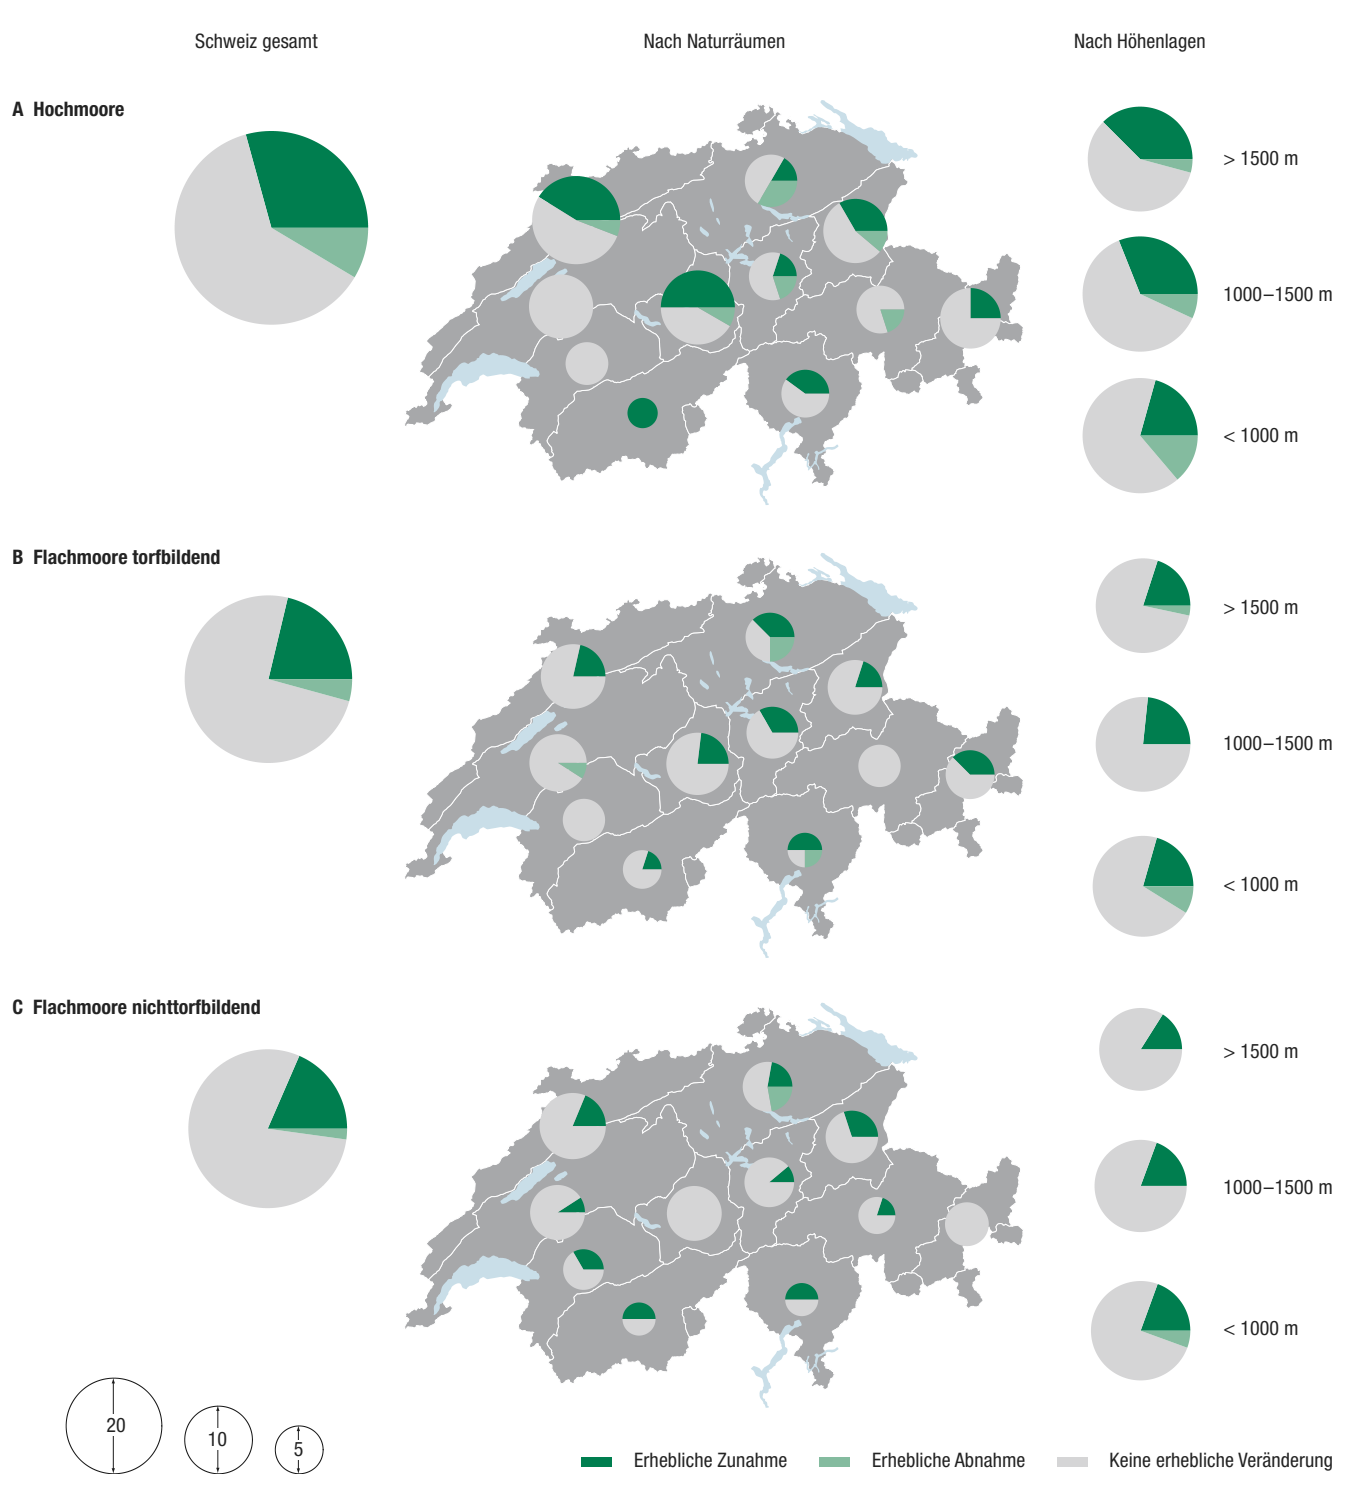 Schweiz gesamt
Nach Naturräumen
Nach Höhenlagen
A Hochmoore
> 1500 m
1000–1500 m
< 1000 m
B Flachmoore torfbildend
> 1500 m
1000–1500 m
< 1000 m
C Flachmoore nichttorfbildend
> 1500 m
1000–1500 m
< 1000 m
20
10
5
Erhebliche Zunahme
Erhebliche Abnahme
Keine erhebliche Veränderung